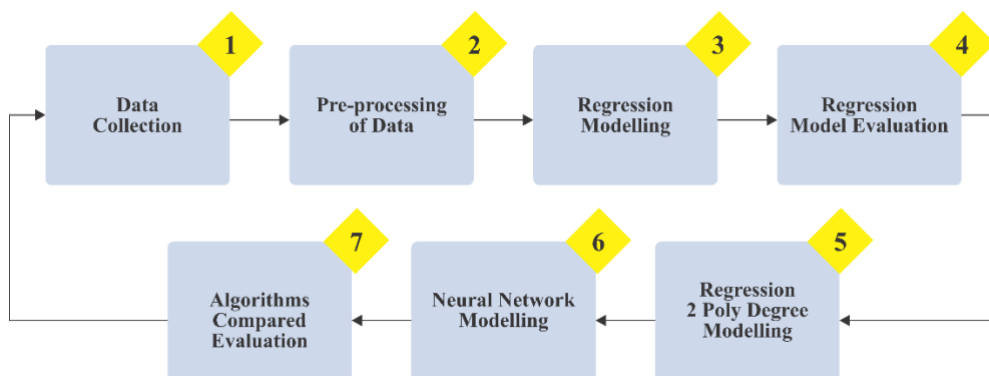 1
Data
Collection
2
Pre-processing
of Data
3
Regression
Modelling
4
Regression
Model Evaluation
5
Regression
2 Poly Degree
Modelling
6
Neural Network
Modelling
7
Algorithms
Compared
Evaluation